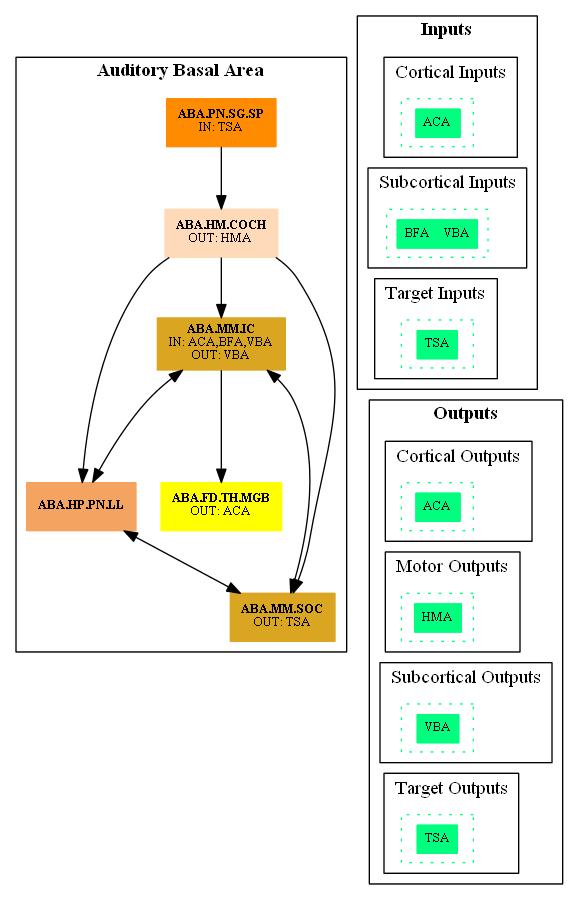 Auditory Basal Area
ABA.PN.SG.SP
IN: TSA
ABA.HM.COCH
OUT: HMA
ABA.MM.IC
IN: ACA,BFA,VBA
OUT: VBA
ABA.HP.PN.LL
ABA.FD.TH.MGB
OUT: ACA
ABA.MM.SOC
OUT: TSA
Inputs
Cortical Inputs
ACA
Subcortical Inputs
BFA VBA
Target Inputs
TSA
Outputs
Cortical Outputs
ACA
Motor Outputs
HMA
Subcortical Outputs
VBA
Target Outputs
TSA